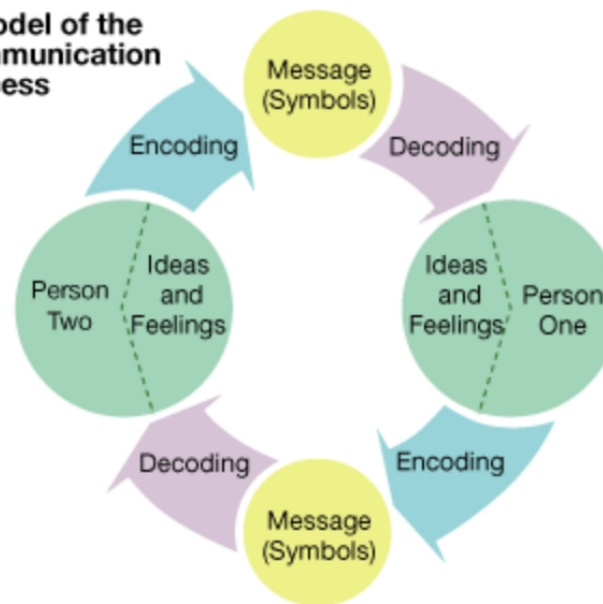 odel of the
munication
ess
Message
(Symbols)
Encoding
Decoding
Person
Two
Ideas
and
Feelings
Ideas
and
Feelings
Person
One
Decoding
Encoding
Message
(Symbols)